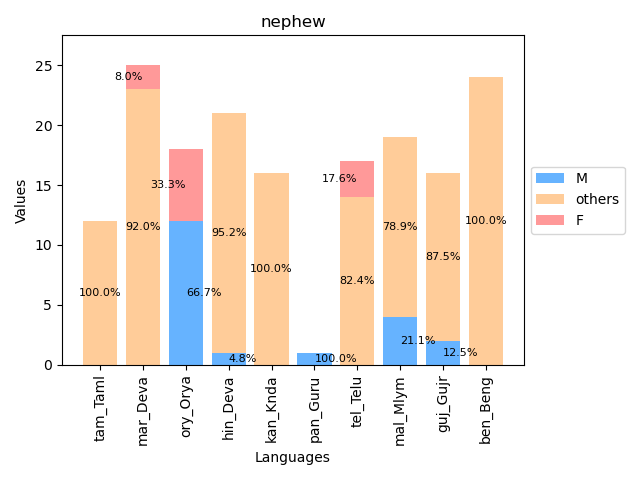 nephew
Values
25
20
15
10
5
0
8.0%
92.0%
33.3%
66.7%
95.2%
4.8%
100.0%
100.0%
100.0%
17.6%
82.4%
78.9%
21.1%
87.5%
12.5%
100.0%
M
others
F
tam_Taml
mar_Deva
ory_Orya
hin_Deva
kan_Knda
pan_Guru
tel_Telu
mal_Mlym
guj_Gujr
ben_Beng
Languages